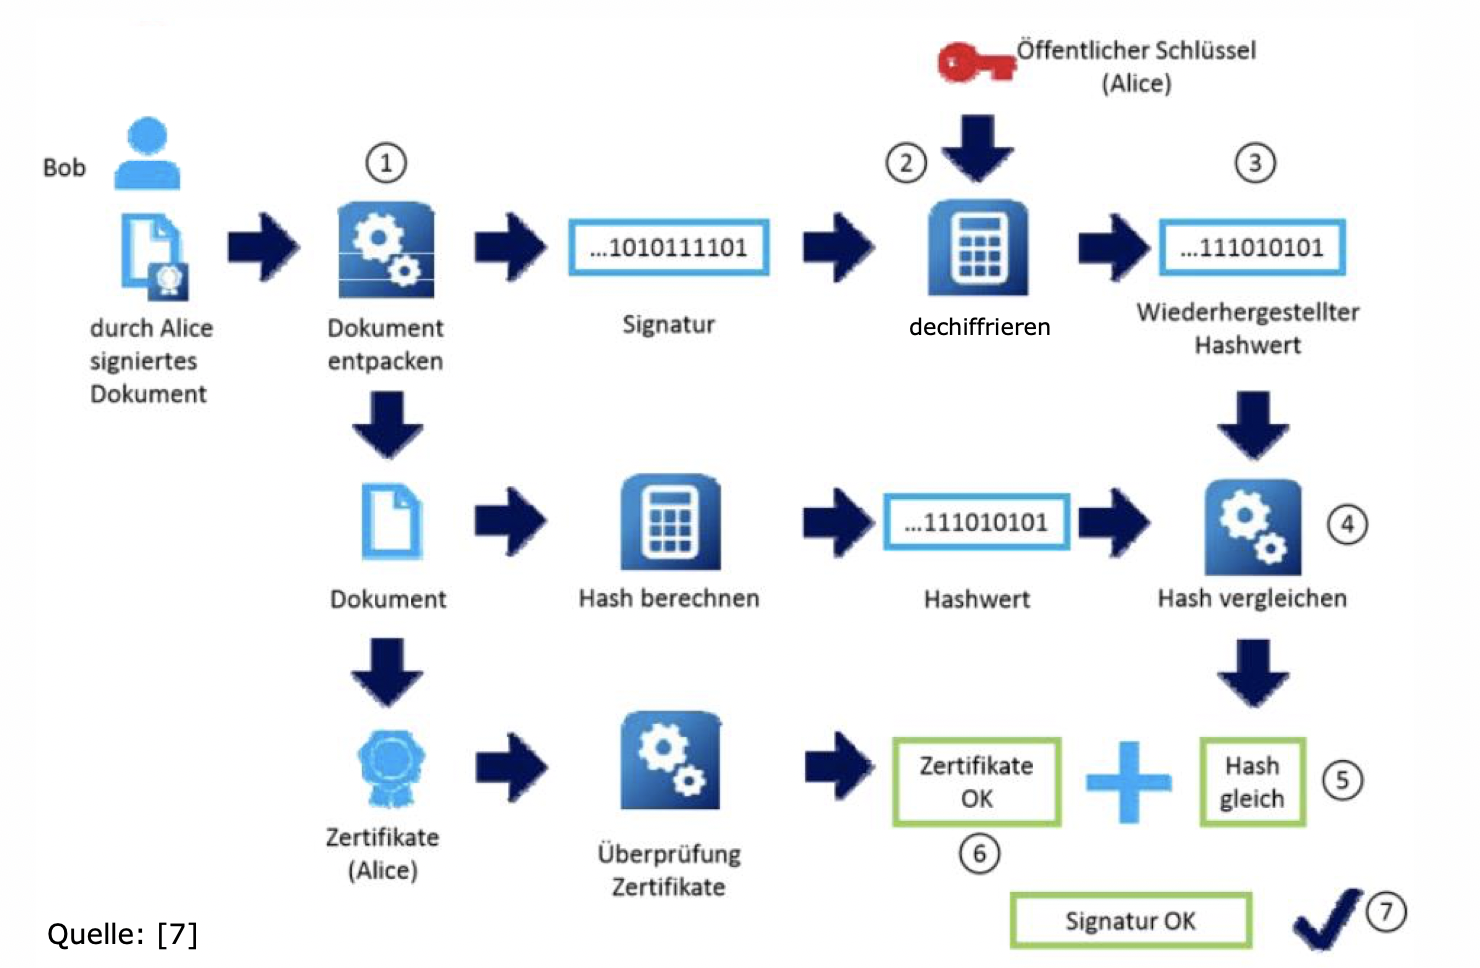 Öffentlicher Schlüssel
(Alice)
Bob
1
2
3
...1010111101
...111010101
durch Alice
signiertes
Dokument
Dokument
entpacken
Signatur
dechiffrieren
Wiederhergestellter
Hashwert
...111010101
4
Dokument
Hash berechnen
Hashwert
Hash vergleichen
Zertifikate
OK
Hash
gleich
5
Zertifikate
(Alice)
Überprüfung
Zertifikate
6
Signatur OK
7
Quelle: [7]